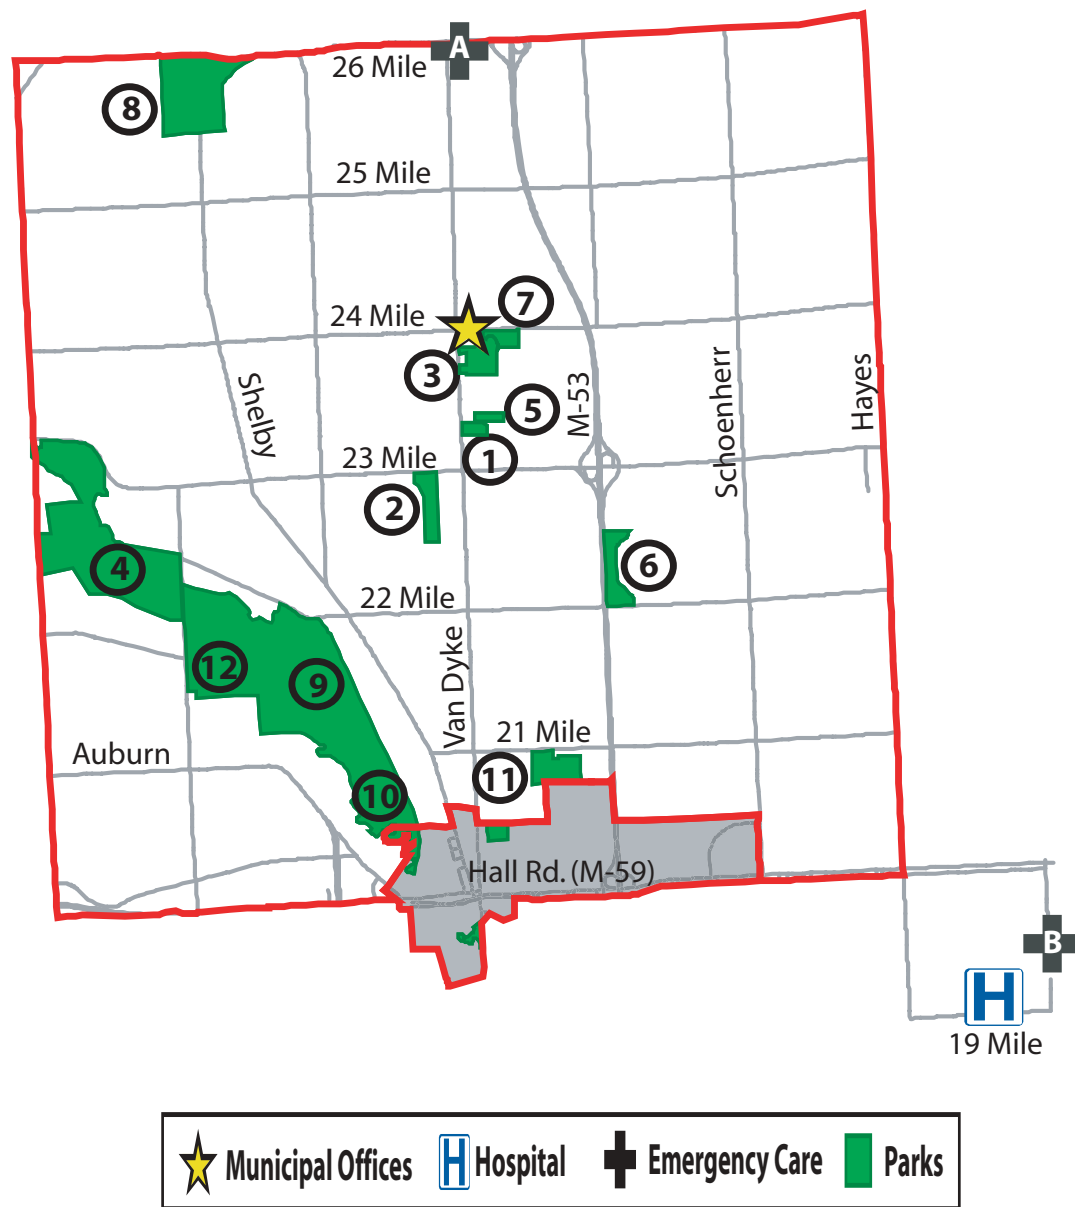 A
26 Mile
8
25 Mile
7
24 Mile
3
Shelby
M-53
Schoenherr
Hayes
5
23 Mile
1
2
4
6
22 Mile
12
9
Van Dyke
21 Mile
Auburn
11
10
Hall Rd. (M-59)
B
H
19 Mile
Municipal Offices
H Hospital
Emergency Care
Parks